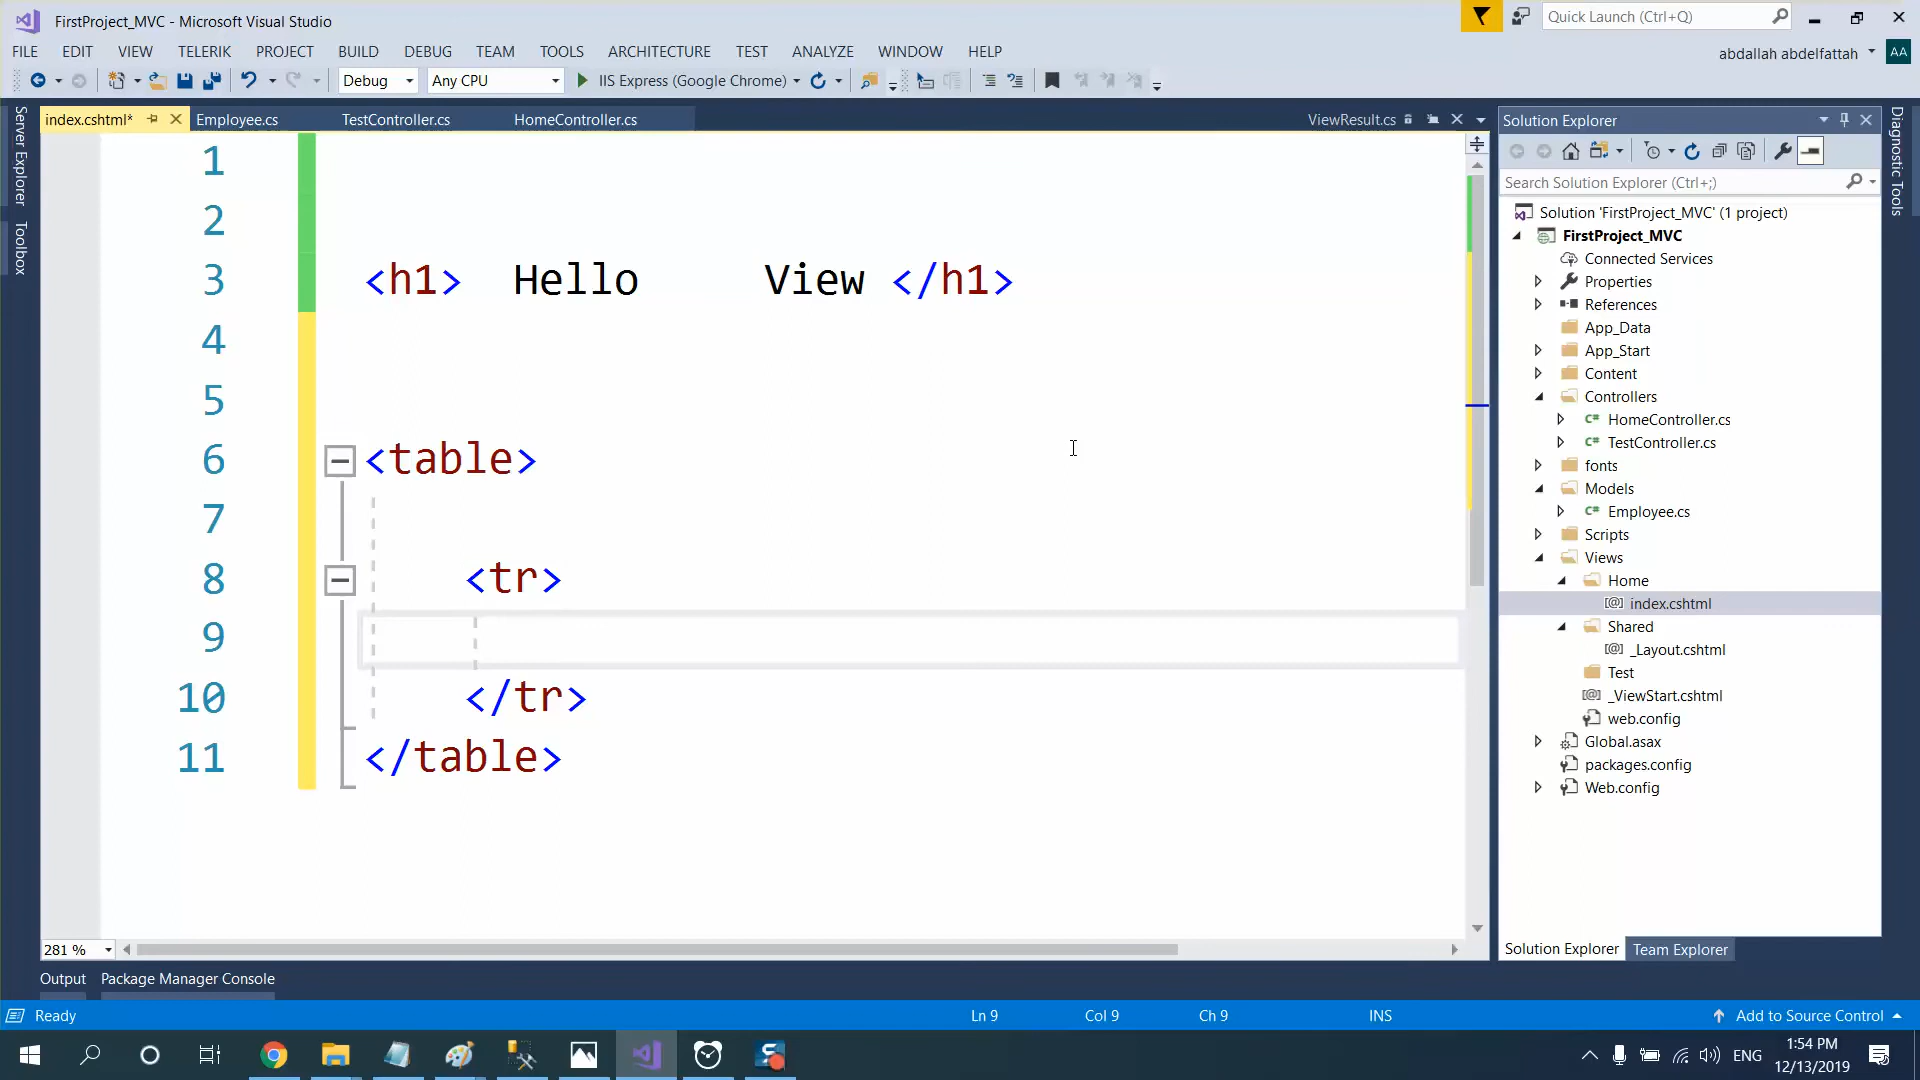 FirstProject_MVC - Microsoft Visual Studio
Quick Launch (Ctrl+Q)
FILE EDIT VIEW TELERIK PROJECT BUILD DEBUG TEAM TOOLS ARCHITECTURE TEST ANALYZE WINDOW HELP
abdallah abdelfattah AA
Debug Any CPU IIS Express (Google Chrome)
Server Explorer
Toolbox
index.cshtml* Employee.cs TestController.cs HomeController.cs ViewResult.cs
1
2
3 <h1> Hello View </h1>
4
5
6 <table>
7
8 <tr>
9
10 </tr>
11 </table>
281 %
Output Package Manager Console
Solution Explorer
Search Solution Explorer (Ctrl+;)
Solution 'FirstProject_MVC' (1 project)
FirstProject_MVC
Connected Services
Properties
References
App_Data
App_Start
Content
Controllers
C# HomeController.cs
C# TestController.cs
fonts
Models
C# Employee.cs
Scripts
Views
Home
[@] index.cshtml
Shared
[@] _Layout.cshtml
Test
[@] _ViewStart.cshtml
web.config
Global.asax
packages.config
Web.config
Solution Explorer Team Explorer
Diagnostic Tools
Ready Ln 9 Col 9 Ch 9 INS Add to Source Control
ENG 1:54 PM
12/13/2019